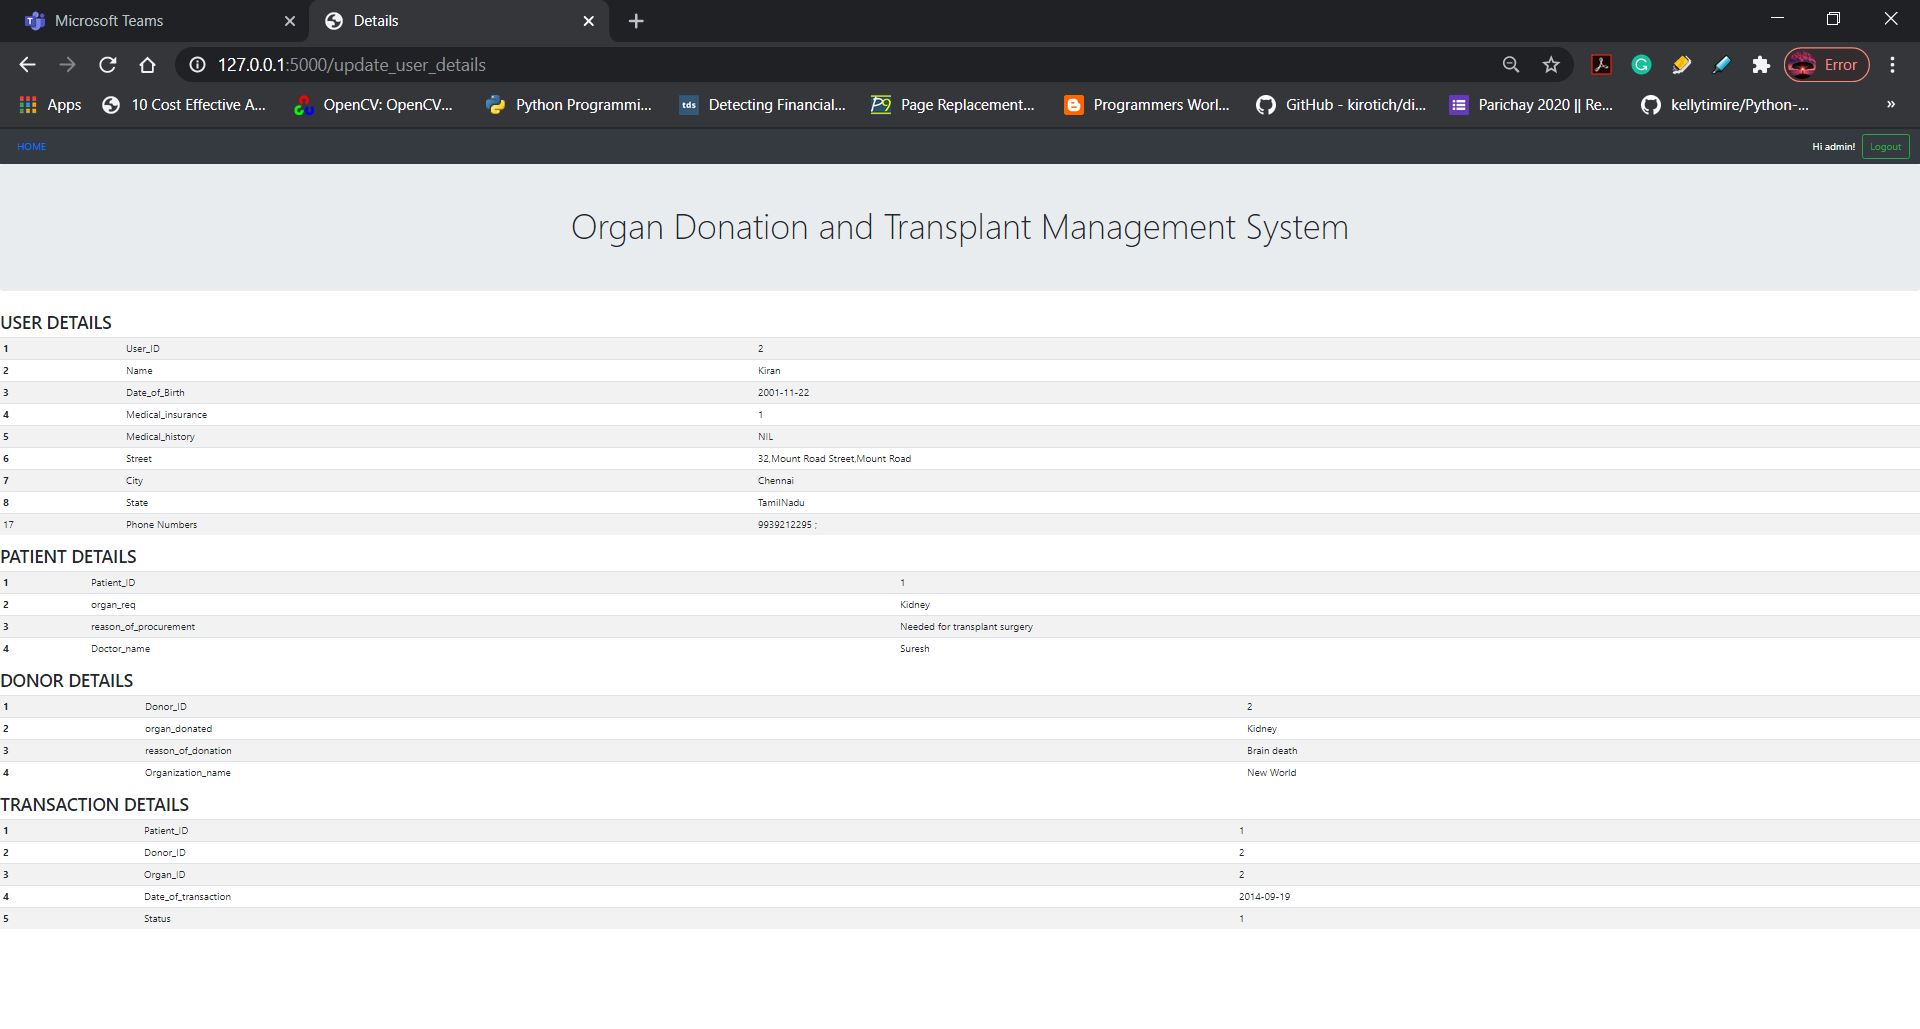 Microsoft Teams
Details
127.0.0.1:5000/update_user_details
Error
Apps
10 Cost Effective A...
OpenCV: OpenCV...
Python Programmi...
tds Detecting Financial...
P9 Page Replacement...
Programmers Worl...
GitHub - kirotich/di...
Parichay 2020 || Re...
kellytimire/Python-...
»
HOME
Hi admin!
Logout
Organ Donation and Transplant Management System
USER DETAILS
1 User_ID 2
2 Name Kiran
3 Date_of_Birth 2001-11-22
4 Medical_insurance 1
5 Medical_history NIL
6 Street 32,Mount Road Street,Mount Road
7 City Chennai
8 State TamilNadu
17 Phone Numbers 9939212295 ;
PATIENT DETAILS
1 Patient_ID 1
2 organ_req Kidney
3 reason_of_procurement Needed for transplant surgery
4 Doctor_name Suresh
DONOR DETAILS
1 Donor_ID 2
2 organ_donated Kidney
3 reason_of_donation Brain death
4 Organization_name New World
TRANSACTION DETAILS
1 Patient_ID 1
2 Donor_ID 2
3 Organ_ID 2
4 Date_of_transaction 2014-09-19
5 Status 1